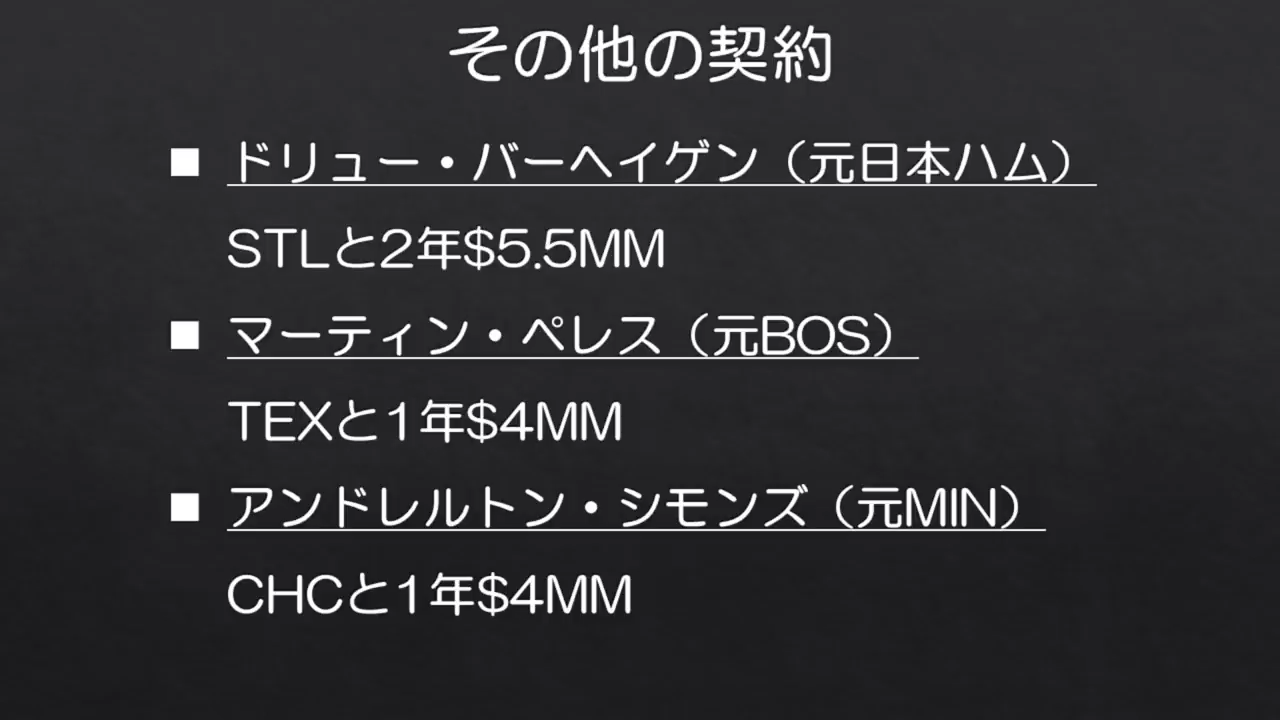 その他の契約
■ ドリュー・バーヘイゲン（元日本ハム）
STLと2年$5.5MM
■ マーティン・ペレス（元BOS）
TEXと1年$4MM
■ アンドレルトン・シモンズ（元MIN）
CHCと1年$4MM